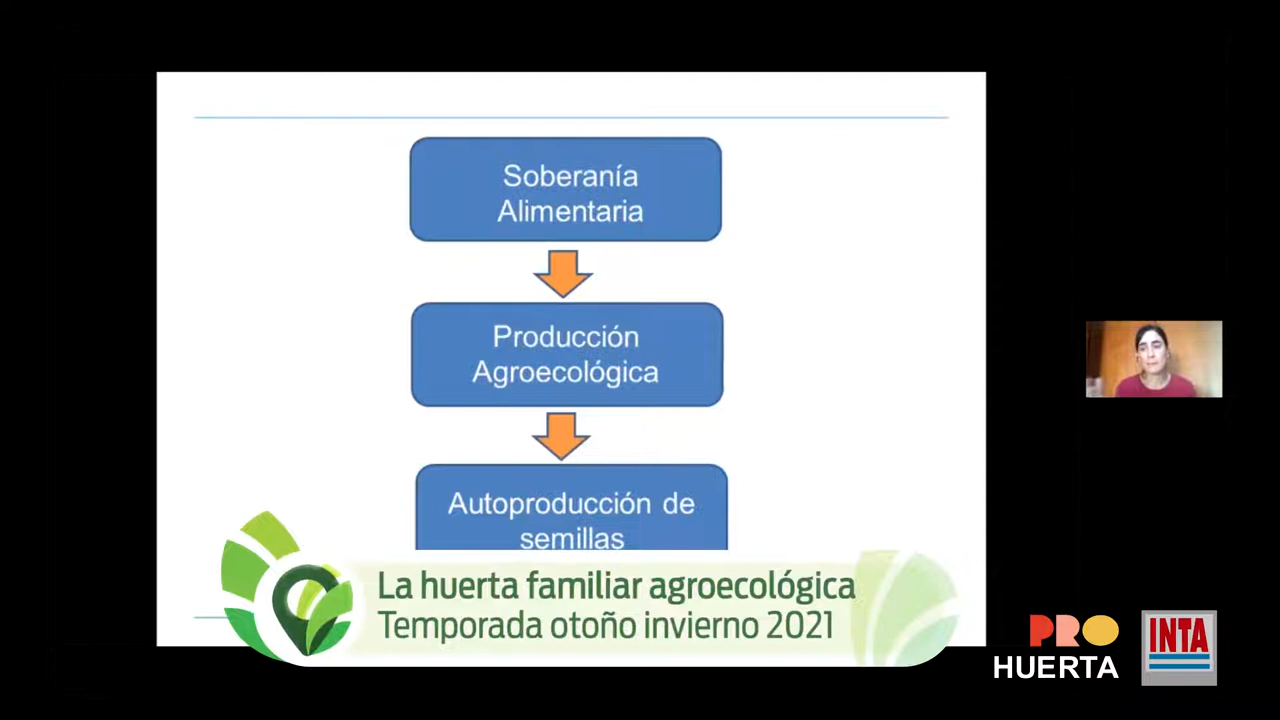 Soberanía
Alimentaria
Producción
Agroecológica
Autoproducción de
semillas
La huerta familiar agroecológica
Temporada otoño invierno 2021
PRO
HUERTA
INTA